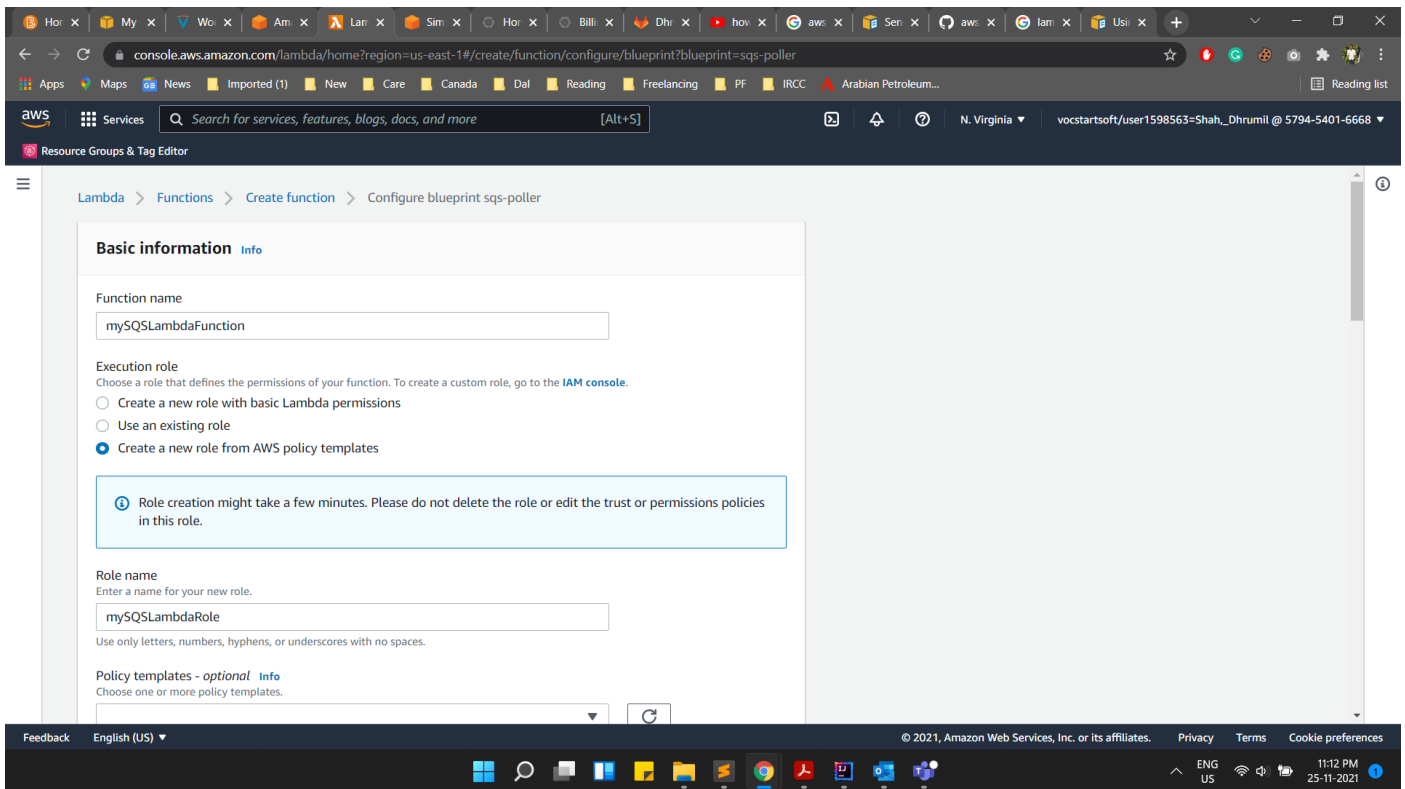 Hor
My
Wor
Am
Lam
Sim
Hor
Billi
Dhr
how
aws
Sen
aws
lam
Usin
console.aws.amazon.com/lambda/home?region=us-east-1#/create/function/configure/blueprint?blueprint=sqs-poller
Apps Maps GE News Imported (1) New Care Canada Dal Reading Freelancing PF IRCC Arabian Petroleum... Reading list
aws Services Search for services, features, blogs, docs, and more [Alt+S] N. Virginia ▼ vocstartsoft/user1598563=Shah,_Dhrumil @ 5794-5401-6668 ▼
Resource Groups & Tag Editor
Lambda > Functions > Create function > Configure blueprint sqs-poller
Basic information Info
Function name
mySQSLambdaFunction
Execution role
Choose a role that defines the permissions of your function. To create a custom role, go to the IAM console.
Create a new role with basic Lambda permissions
Use an existing role
Create a new role from AWS policy templates
Role creation might take a few minutes. Please do not delete the role or edit the trust or permissions policies
in this role.
Role name
Enter a name for your new role.
mySQSLambdaRole
Use only letters, numbers, hyphens, or underscores with no spaces.
Policy templates - optional Info
Choose one or more policy templates.
Feedback English (US) ▼ © 2021, Amazon Web Services, Inc. or its affiliates. Privacy Terms Cookie preferences
ENG
US
11:12 PM
25-11-2021
1